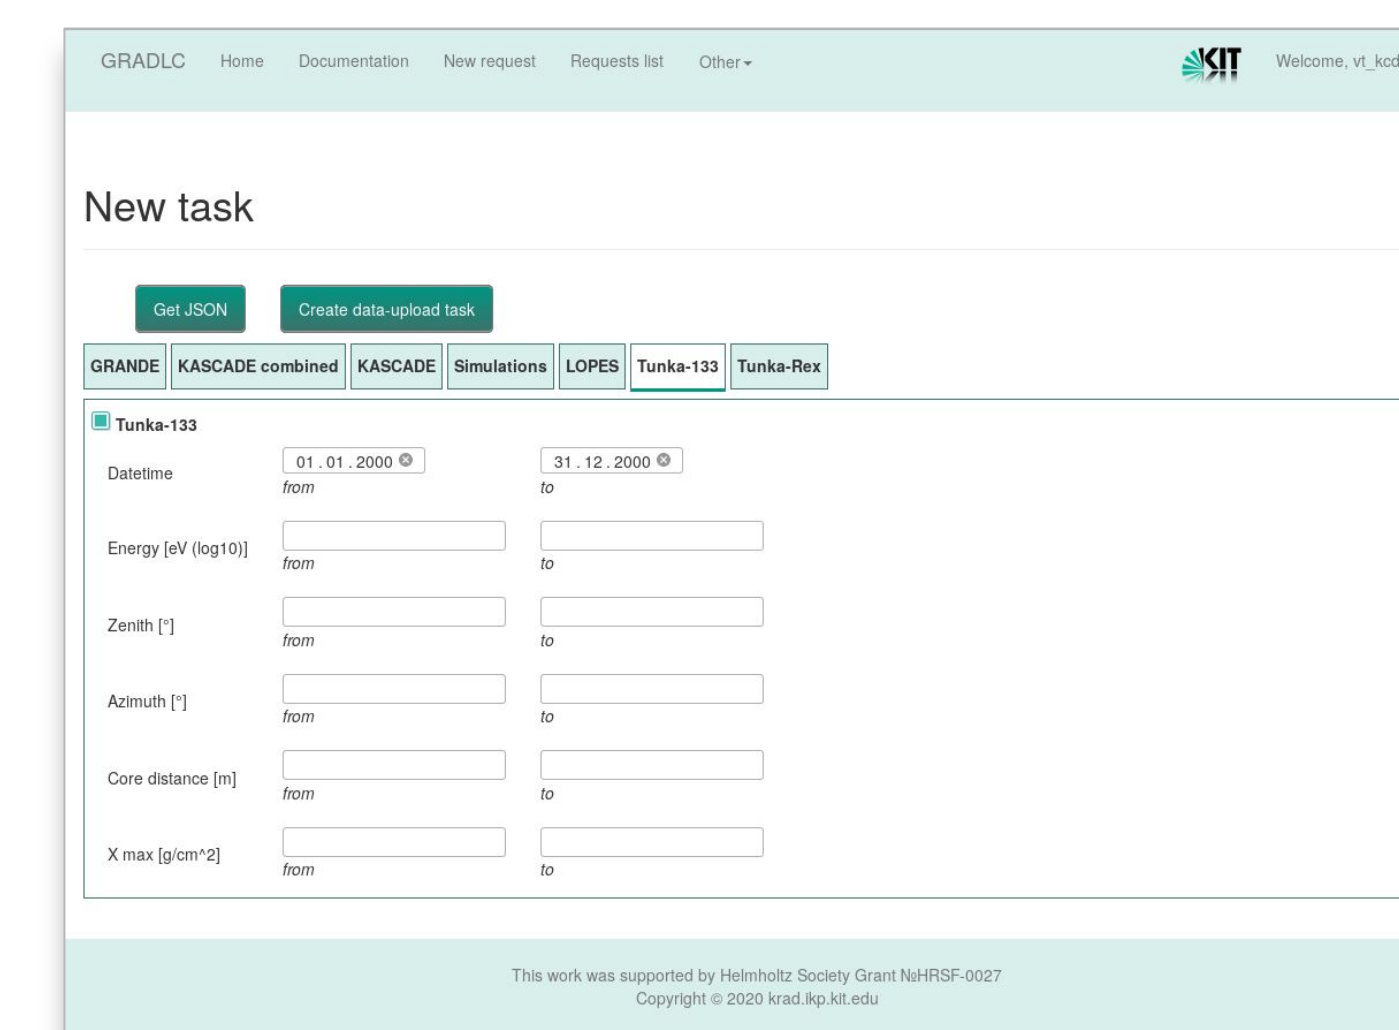 GRADLC Home Documentation New request Requests list Other KIT Welcome, vt_kcd
New task
Get JSON Create data-upload task
GRANDE KASCADE combined KASCADE Simulations LOPES Tunka-133 Tunka-Rex
Tunka-133
Datetime 01.01.2000 31.12.2000
from to
Energy [eV (log10)]
from to
Zenith [°]
from to
Azimuth [°]
from to
Core distance [m]
from to
X max [g/cm^2]
from to
This work was supported by Helmholtz Society Grant №HRSF-0027
Copyright © 2020 krad.ikp.kit.edu